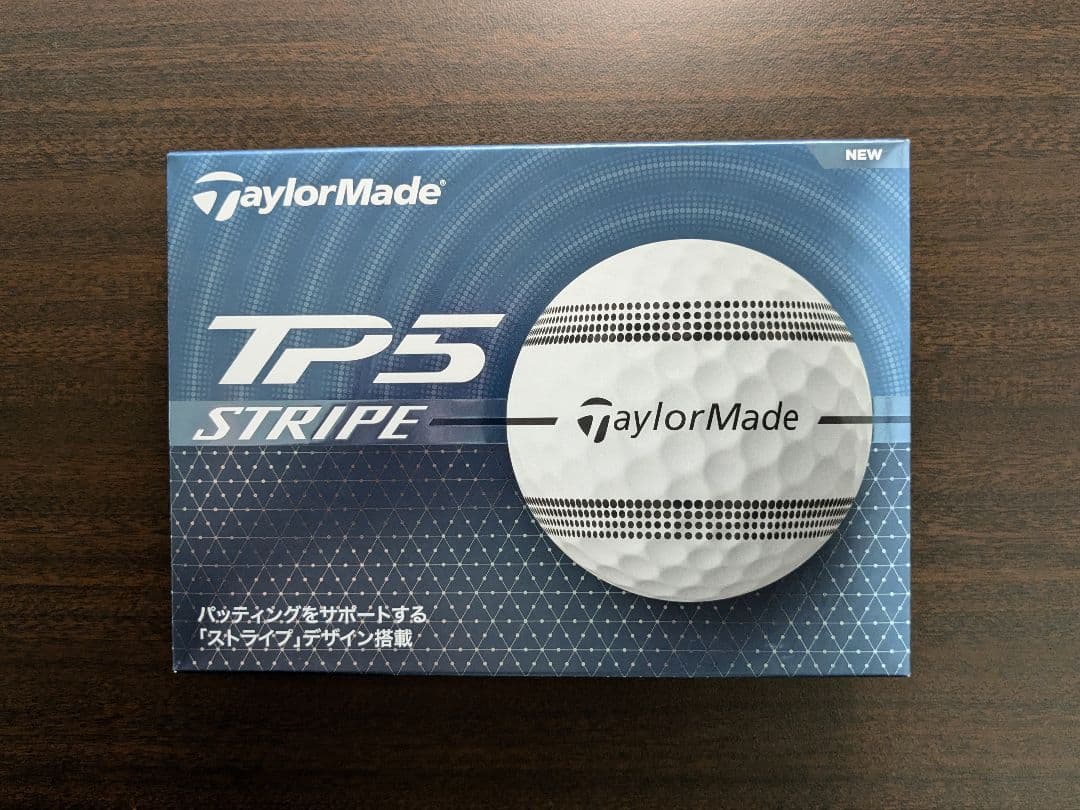 NEW
TaylorMade®
TP5
STRIPE
TaylorMade
パッティングをサポートする
「ストライプ」デザイン搭載